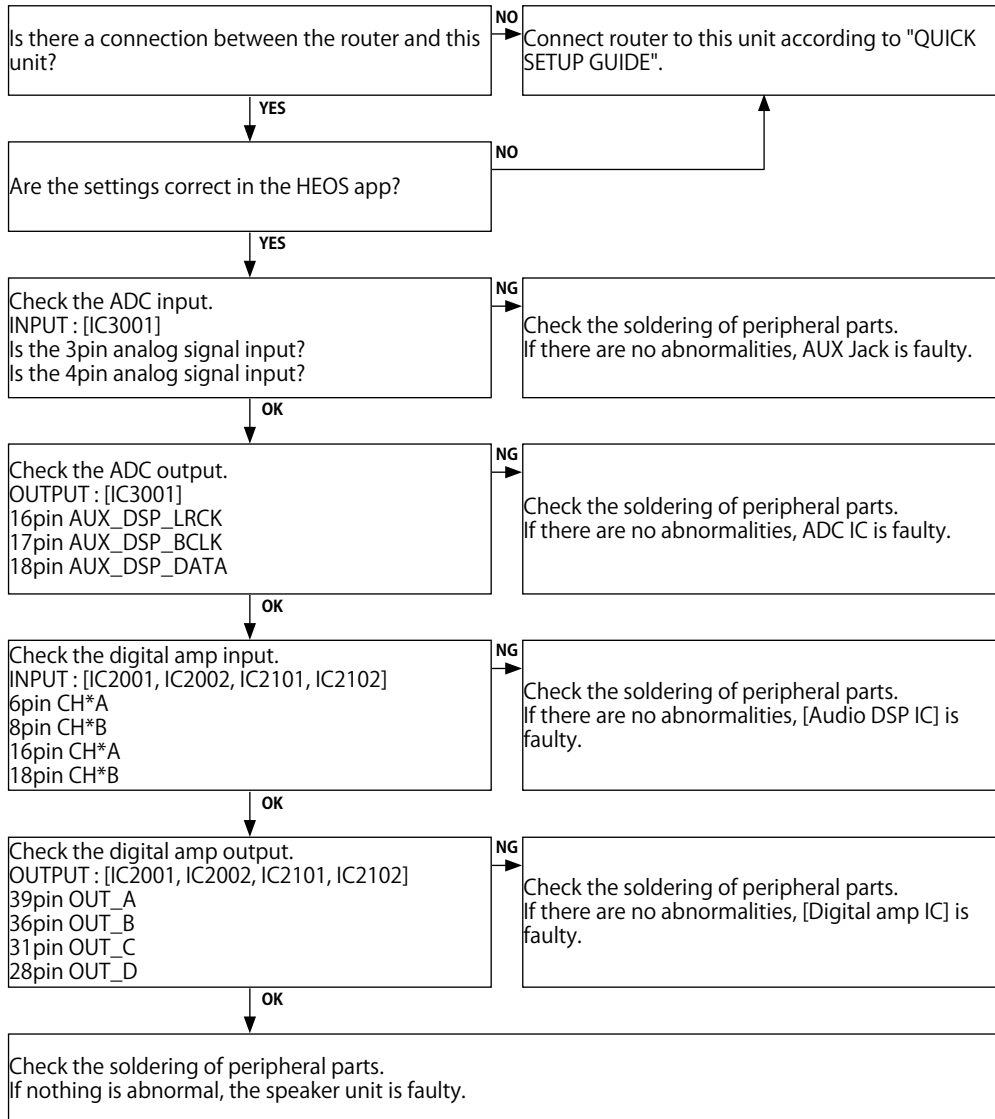 Is there a connection between the router and this
unit?
NO
Connect router to this unit according to "QUICK
SETUP GUIDE".
YES
Are the settings correct in the HEOS app?
NO
YES
Check the ADC input.
INPUT : [IC3001]
Is the 3pin analog signal input?
Is the 4pin analog signal input?
NG
Check the soldering of peripheral parts.
If there are no abnormalities, AUX Jack is faulty.
OK
Check the ADC output.
OUTPUT : [IC3001]
16pin AUX_DSP_LRCK
17pin AUX_DSP_BCLK
18pin AUX_DSP_DATA
NG
Check the soldering of peripheral parts.
If there are no abnormalities, ADC IC is faulty.
OK
Check the digital amp input.
INPUT : [IC2001, IC2002, IC2101, IC2102]
6pin CH*A
8pin CH*B
16pin CH*A
18pin CH*B
NG
Check the soldering of peripheral parts.
If there are no abnormalities, [Audio DSP IC] is
faulty.
OK
Check the digital amp output.
OUTPUT : [IC2001, IC2002, IC2101, IC2102]
39pin OUT_A
36pin OUT_B
31pin OUT_C
28pin OUT_D
NG
Check the soldering of peripheral parts.
If there are no abnormalities, [Digital amp IC] is
faulty.
OK
Check the soldering of peripheral parts.
If nothing is abnormal, the speaker unit is faulty.